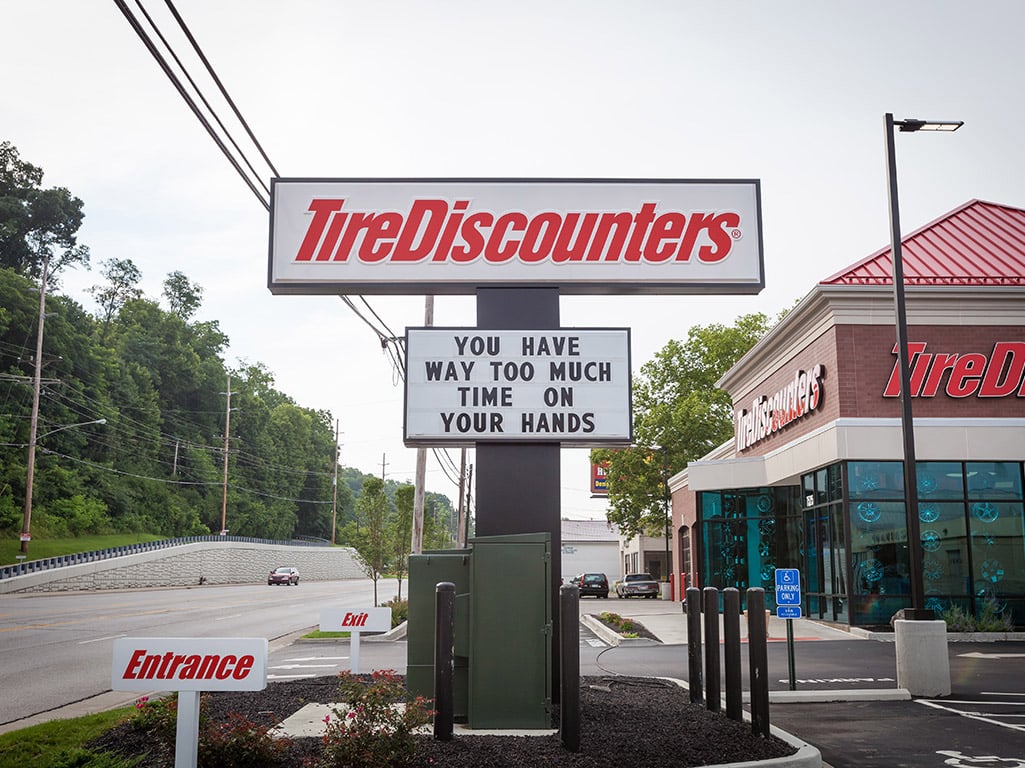 TireDiscounters®
YOU HAVE
WAY TOO MUCH
TIME ON
YOUR HANDS
TireDiscounters
TireD
PARKING
ONLY
Exit
Entrance